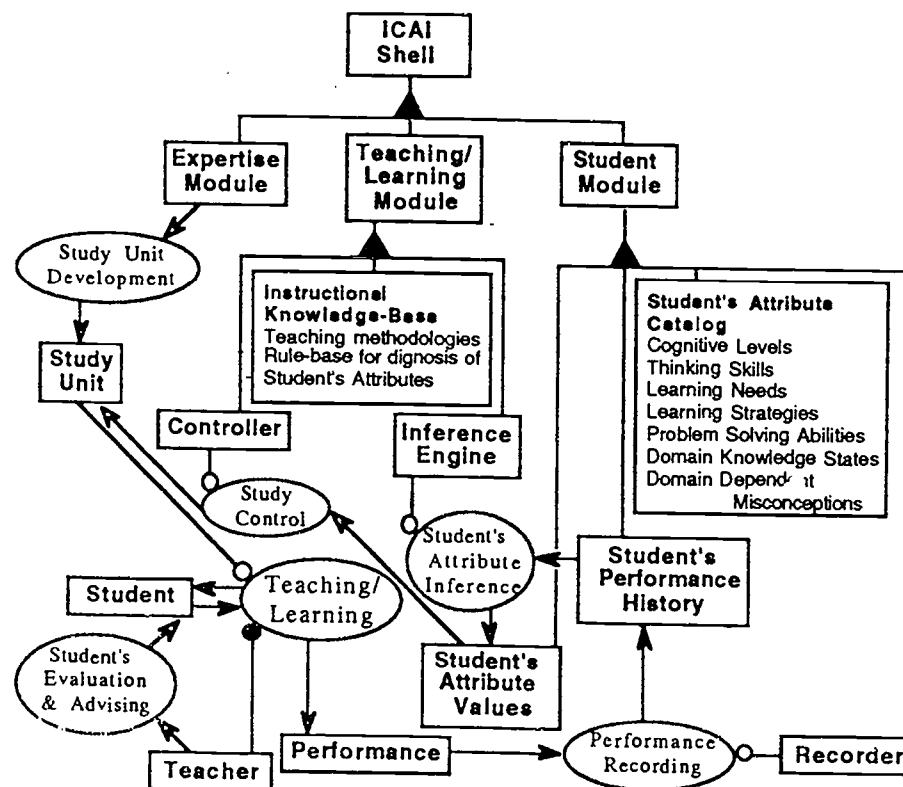 ICAI
Shell
Expertise
Module
Teaching/
Learning
Module
Student
Module
Study Unit
Development
Instructional
Knowledge-Base
Teaching methodologies
Rule-base for dignosis of
Student's Attributes
Student's Attribute
Catalog
Cognitive Levels
Thinking Skills
Learning Needs
Learning Strategies
Problem Solving Abilities
Domain Knowledge States
Domain
Misconceptions
Study
Unit
Controller
Inference
Engine
Study
Control
Student's
Attribute
Inference
Student's
Performance
History
Student
Teaching/
Learning
Student's
Evaluation
& Advising
Student's
Attribute
Values
Teacher
Performance
Performance
Recording
Recorder